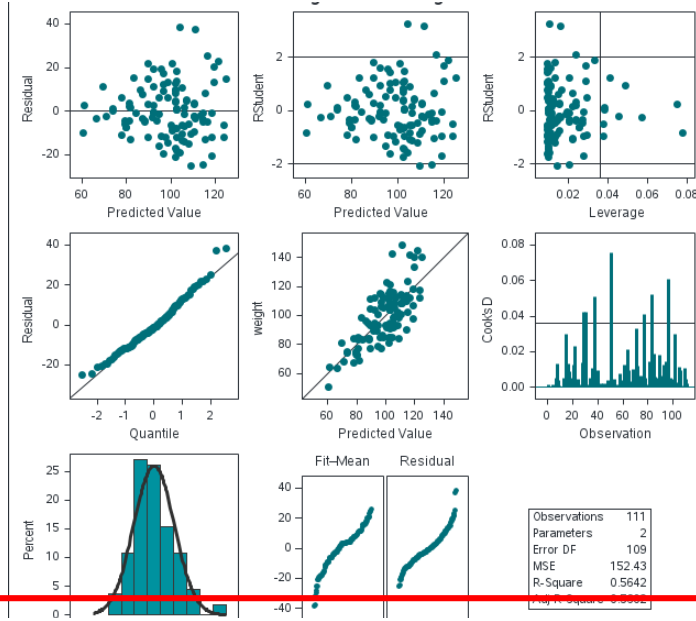 40
20
0
-20
Residual
60 80 100 120
Predicted Value
2
0
-2
RStudent
60 80 100 120
Predicted Value
2
0
-2
RStudent
0.02 0.04 0.06 0.08
Leverage
40
20
0
-20
Residual
-2 -1 0 1 2
Quantile
140
120
100
80
60
weight
60 80 100 120 140
Predicted Value
0.08
0.06
0.04
0.02
0.00
Cook's D
0 20 40 60 80 100
Observation
25
20
15
10
5
0
Percent
Fit–Mean Residual
40
20
0
-20
-40
Observations 111
Parameters 2
Error DF 109
MSE 152.43
R-Square 0.5642